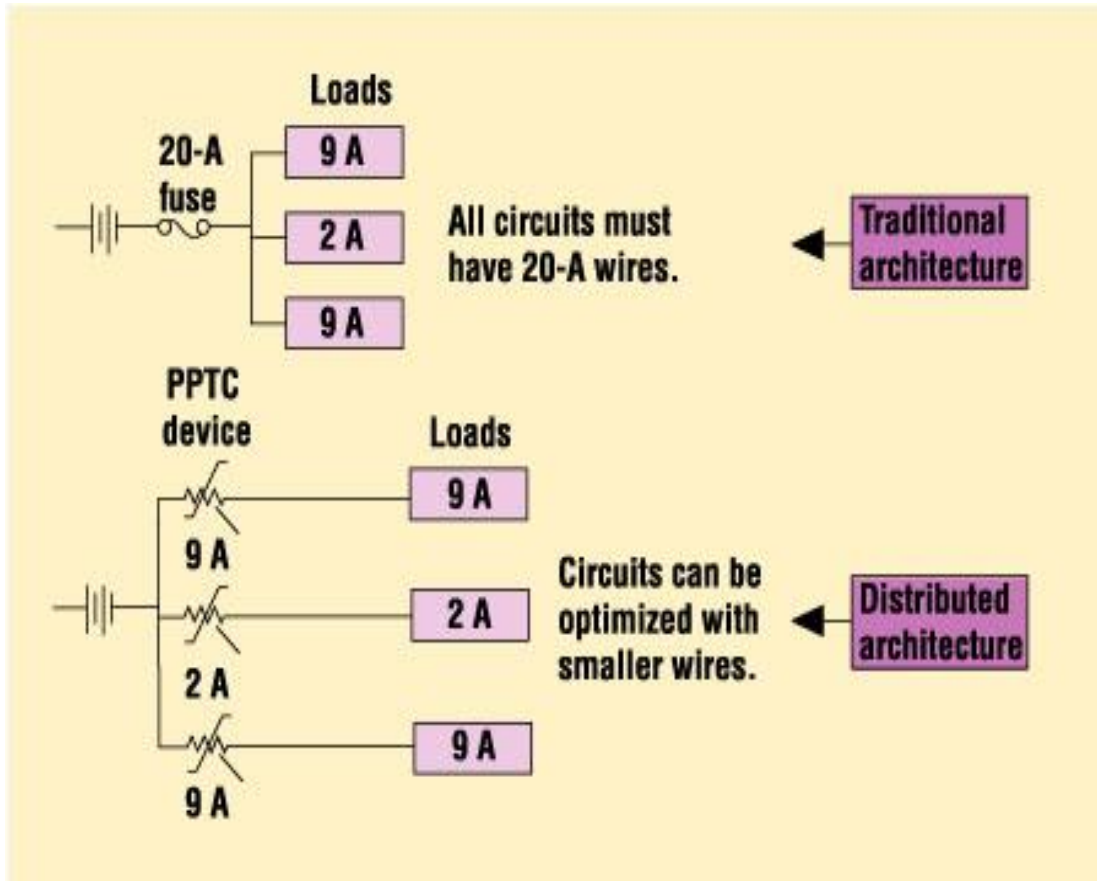 Loads
20-A
fuse
9 A
2 A
9 A
All circuits must
have 20-A wires.
Traditional
architecture
PPTC
device
Loads
9 A
9 A
2 A
2 A
9 A
9 A
Circuits can be
optimized with
smaller wires.
Distributed
architecture